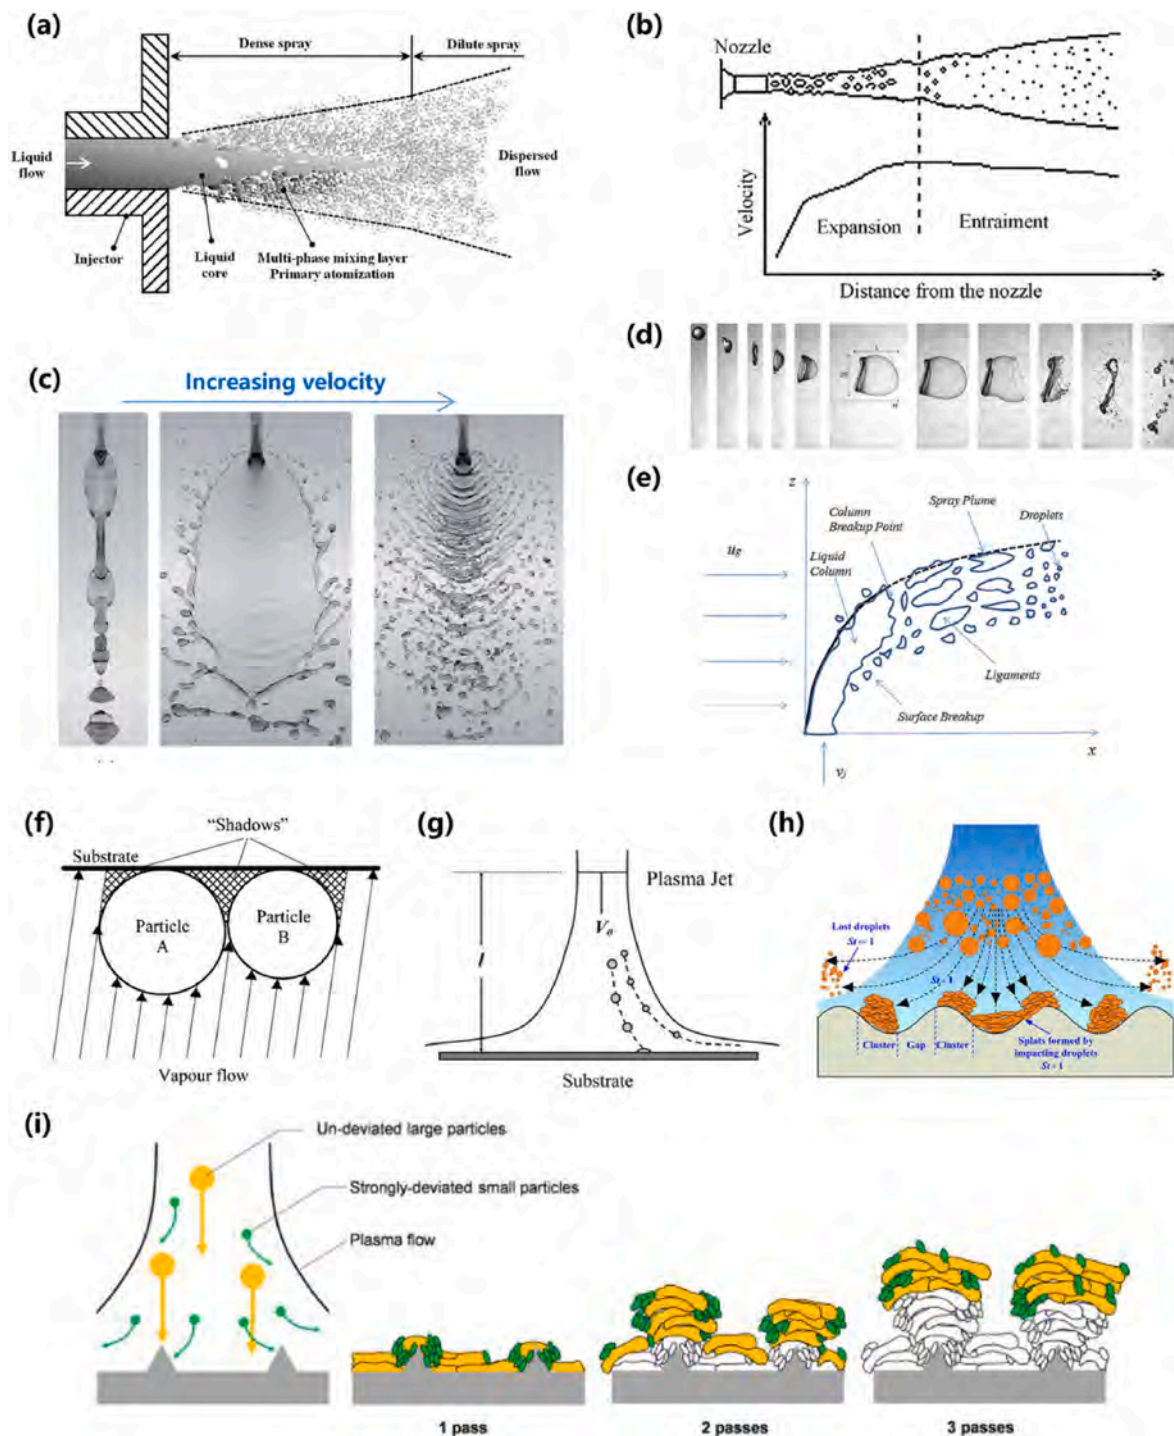 (a)
Dense spray
Dilute spray
Liquid
flow
Dispersed
flow
Injector
Liquid
core
Multi-phase mixing layer
Primary atomization
(b)
Nozzle
Velocity
Expansion
Entraiment
Distance from the nozzle
(c)
Increasing velocity
(d)
(e)
z
u_g
Column
Breakup Point
Spray Plume
Droplets
Liquid
Column
Ligaments
Surface Breakup
x
v_j
(f)
"Shadows"
Substrate
Particle
A
Particle
B
Vapour flow
(g)
Plasma Jet
l
Substrate
(h)
Lost droplets
Cluster
Gap
Cluster
Splats formed by
impacting droplets
(i)
Un-deviated large particles
Strongly-deviated small particles
Plasma flow
1 pass
2 passes
3 passes